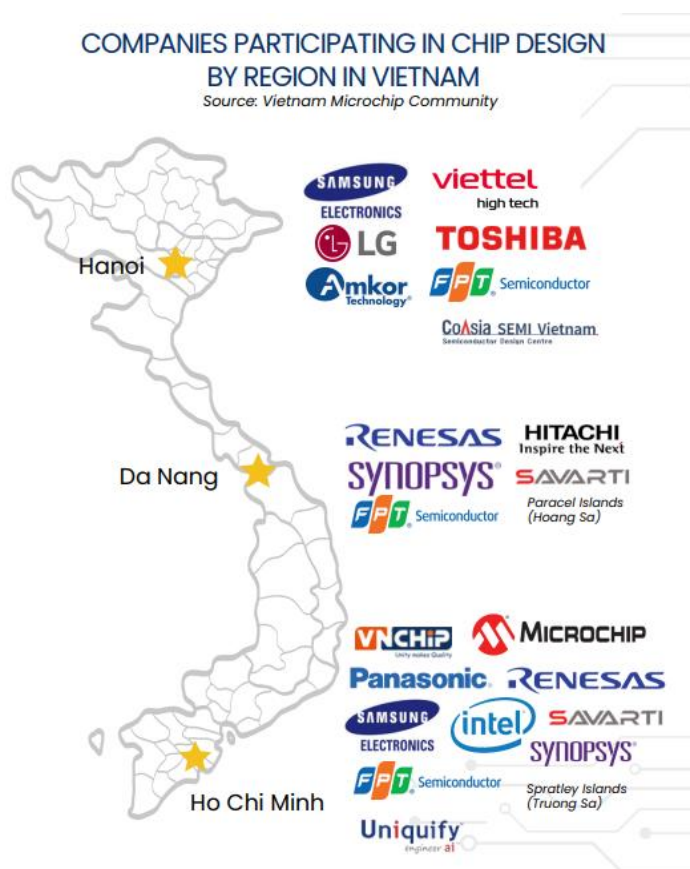 COMPANIES PARTICIPATING IN CHIP DESIGN
BY REGION IN VIETNAM
Source: Vietnam Microchip Community
Hanoi
SAMSUNG
ELECTRONICS
viettel
high tech
LG
TOSHIBA
Amkor
Technology®
FPT. Semiconductor
CoAsia SEMI Vietnam
Semiconductor Design Centre
Da Nang
RENESAS
HITACHI
Inspire the Next
SYNOPSYS®
SAVARTI
FPT. Semiconductor
Paracel Islands
(Hoang Sa)
Ho Chi Minh
VNCHIP
Unity makes Quality
MICROCHIP
Panasonic
RENESAS
SAMSUNG
ELECTRONICS
intel
SAVARTI
SYNOPSYS®
FPT. Semiconductor
Spratley Islands
(Truong Sa)
Uniquify
engineer ai